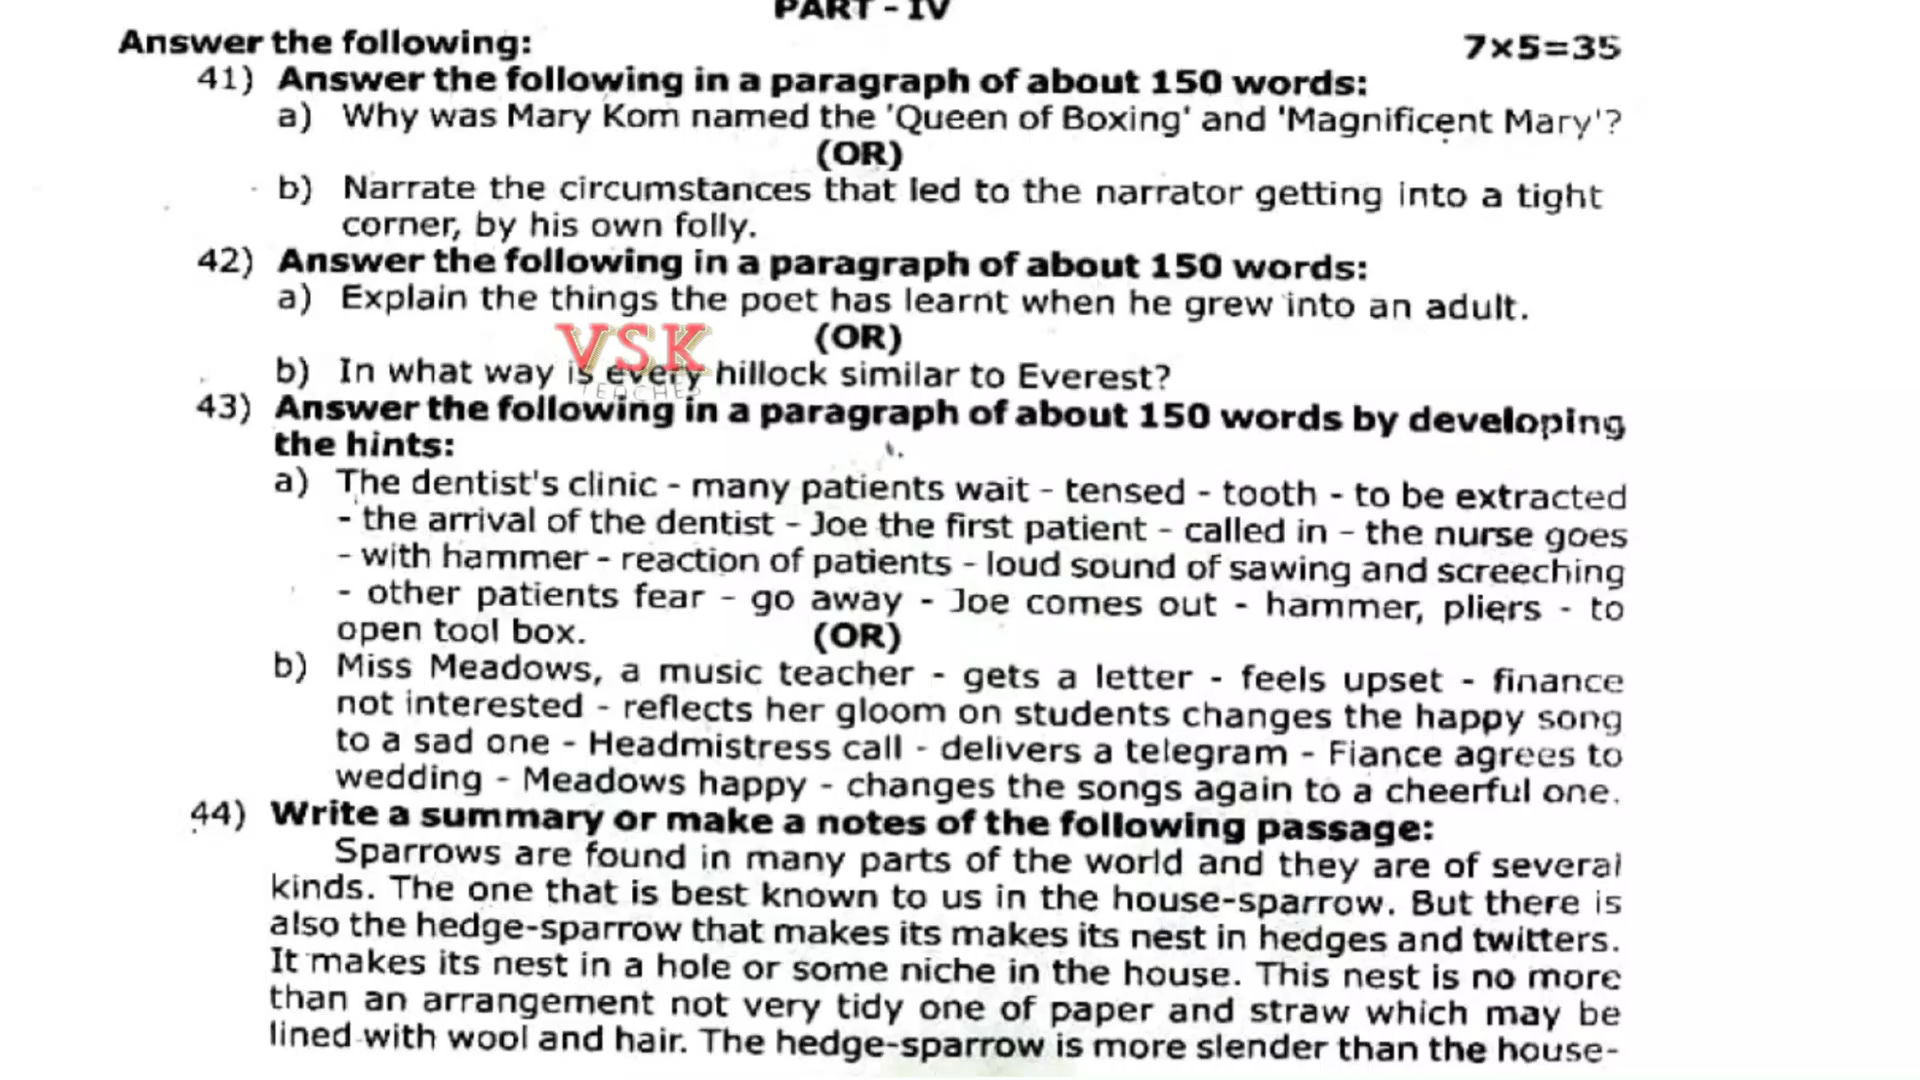 PART - IV
Answer the following: 7×5=35
41) Answer the following in a paragraph of about 150 words:
a) Why was Mary Kom named the 'Queen of Boxing' and 'Magnificent Mary'?
(OR)
b) Narrate the circumstances that led to the narrator getting into a tight
corner, by his own folly.
42) Answer the following in a paragraph of about 150 words:
a) Explain the things the poet has learnt when he grew into an adult.
VSK (OR)
b) In what way is every hillock similar to Everest?
TEACHES
43) Answer the following in a paragraph of about 150 words by developing
the hints:
a) The dentist's clinic - many patients wait - tensed - tooth - to be extracted
- the arrival of the dentist - Joe the first patient - called in - the nurse goes
- with hammer - reaction of patients - loud sound of sawing and screeching
- other patients fear - go away - Joe comes out - hammer, pliers - to
open tool box. (OR)
b) Miss Meadows, a music teacher - gets a letter - feels upset - finance
not interested - reflects her gloom on students changes the happy song
to a sad one - Headmistress call - delivers a telegram - Fiance agrees to
wedding - Meadows happy - changes the songs again to a cheerful one.
44) Write a summary or make a notes of the following passage:
Sparrows are found in many parts of the world and they are of several
kinds. The one that is best known to us in the house-sparrow. But there is
also the hedge-sparrow that makes its makes its nest in hedges and twitters.
It makes its nest in a hole or some niche in the house. This nest is no more
than an arrangement not very tidy one of paper and straw which may be
lined with wool and hair. The hedge-sparrow is more slender than the house-